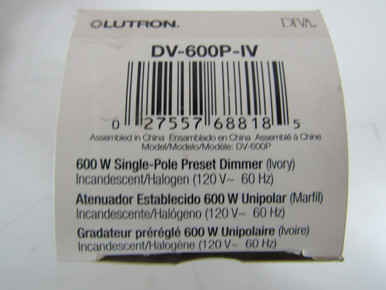 LUTRON. DIVA
DV-600P-IV
0 27557 68818 5
Assembled in China Ensamblado en China Assemblé à Chine
Model/Modelo/Modèle: DV-600P
600 W Single-Pole Preset Dimmer (Ivory)
Incandescent/Halogen (120 V~ 60 Hz)
Atenuador Establecido 600 W Unipolar (Marfil)
Incandescente/Halógeno (120 V~ 60 Hz)
Gradateur préréglé 600 W Unipolaire (Ivoire)
Incandescent/Halogène (120 V~ 60 Hz)